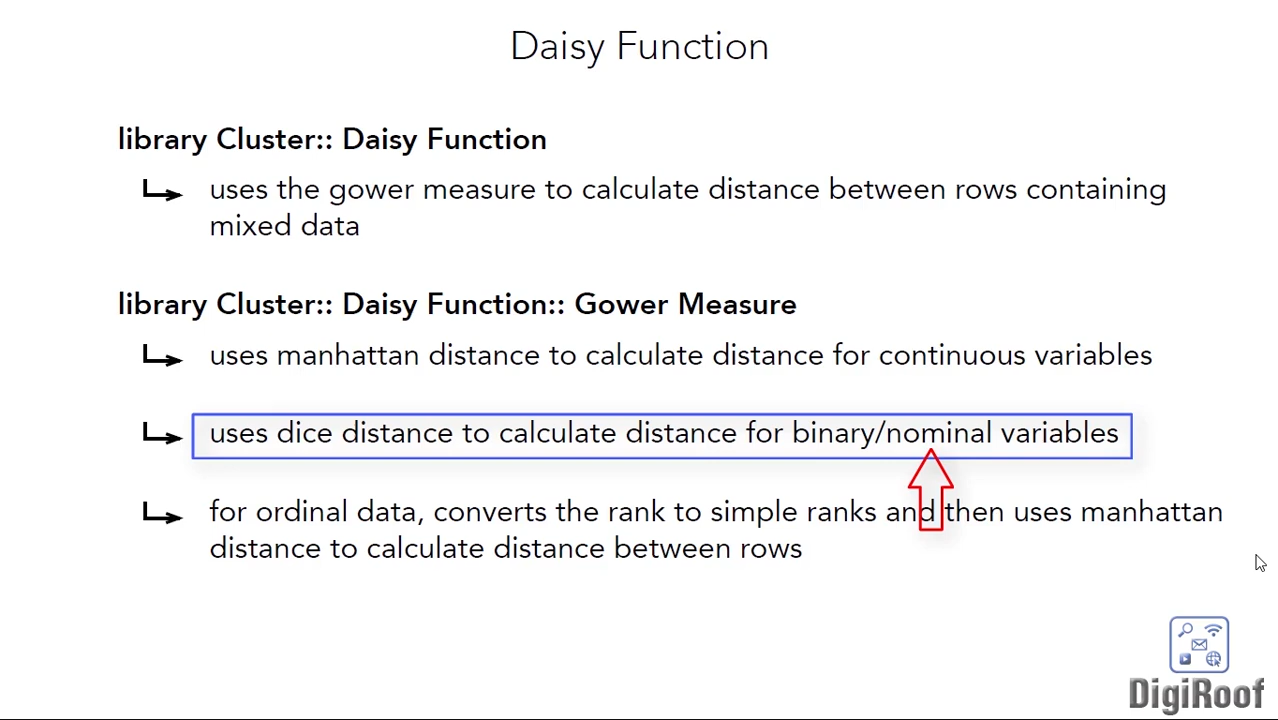 Daisy Function
library Cluster:: Daisy Function
uses the gower measure to calculate distance between rows containing
mixed data
library Cluster:: Daisy Function:: Gower Measure
uses manhattan distance to calculate distance for continuous variables
uses dice distance to calculate distance for binary/nominal variables
for ordinal data, converts the rank to simple ranks and then uses manhattan
distance to calculate distance between rows
DigiRoof